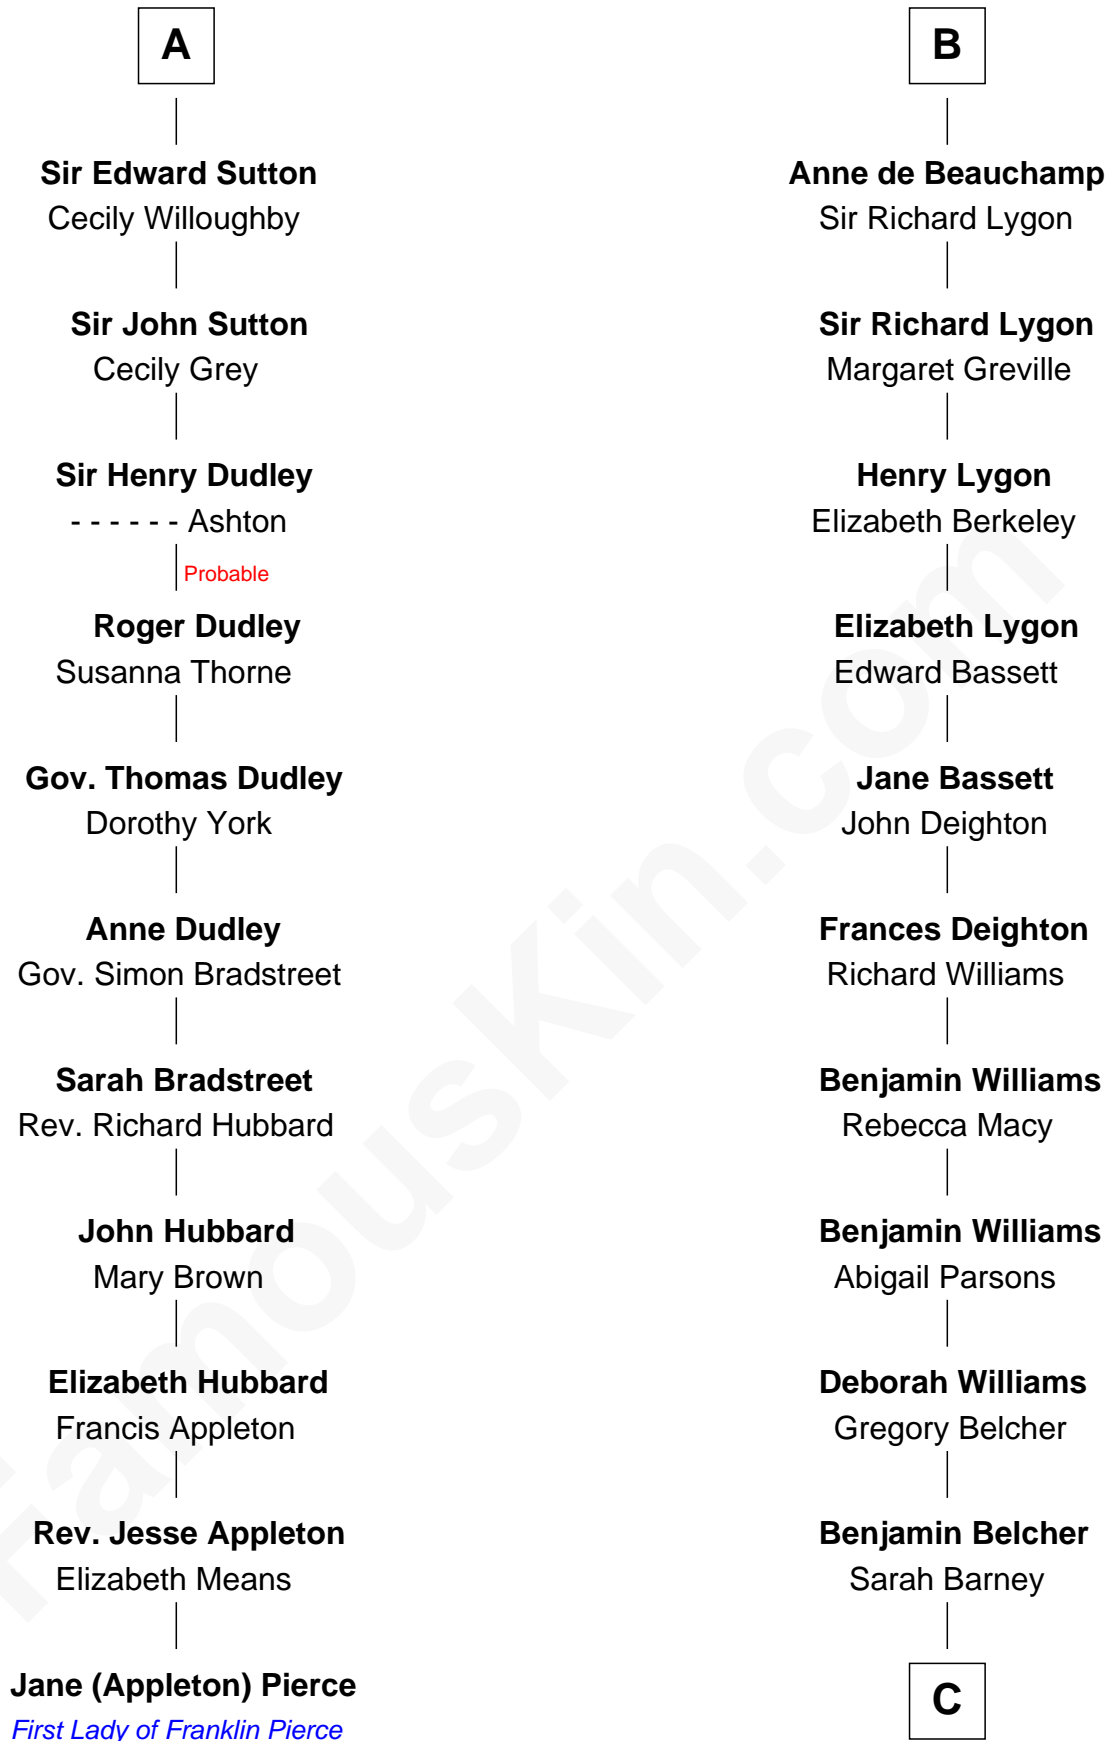 A
Sir Edward Sutton
Cecily Willoughby
Sir John Sutton
Cecily Grey
Sir Henry Dudley
- - - - - - Ashton
Probable
Roger Dudley
Susanna Thorne
Gov. Thomas Dudley
Dorothy York
Anne Dudley
Gov. Simon Bradstreet
Sarah Bradstreet
Rev. Richard Hubbard
John Hubbard
Mary Brown
Elizabeth Hubbard
Francis Appleton
Rev. Jesse Appleton
Elizabeth Means
Jane (Appleton) Pierce
First Lady of Franklin Pierce
B
Anne de Beauchamp
Sir Richard Lygon
Sir Richard Lygon
Margaret Greville
Henry Lygon
Elizabeth Berkeley
Elizabeth Lygon
Edward Bassett
Jane Bassett
John Deighton
Frances Deighton
Richard Williams
Benjamin Williams
Rebecca Macy
Benjamin Williams
Abigail Parsons
Deborah Williams
Gregory Belcher
Benjamin Belcher
Sarah Barney
C
FamousKin.com